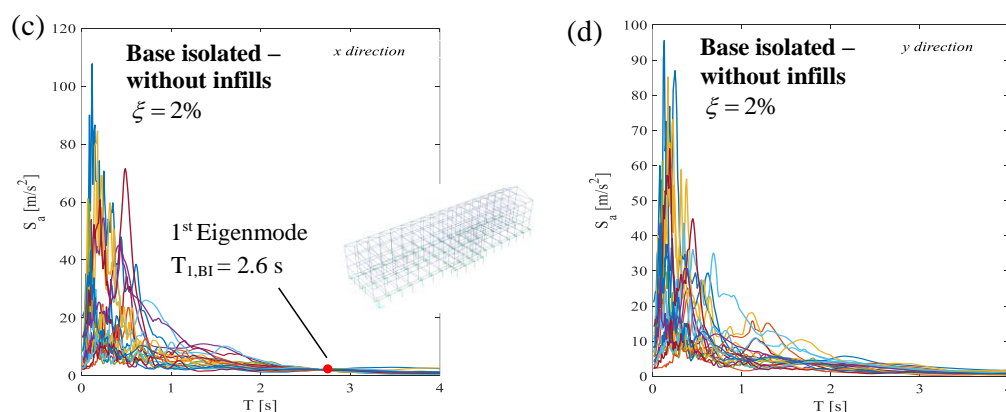 (c)
120
100
80
60
40
20
0
S_a [m/s²]
Base isolated –
without infills
ξ = 2%
x direction
1st Eigenmode
T1,BI = 2.6 s
0 1 2 3 4
T [s]
(d)
100
90
80
70
60
50
40
30
20
10
0
S_a [m/s²]
Base isolated –
without infills
ξ = 2%
y direction
0 1 2 3 4
T [s]